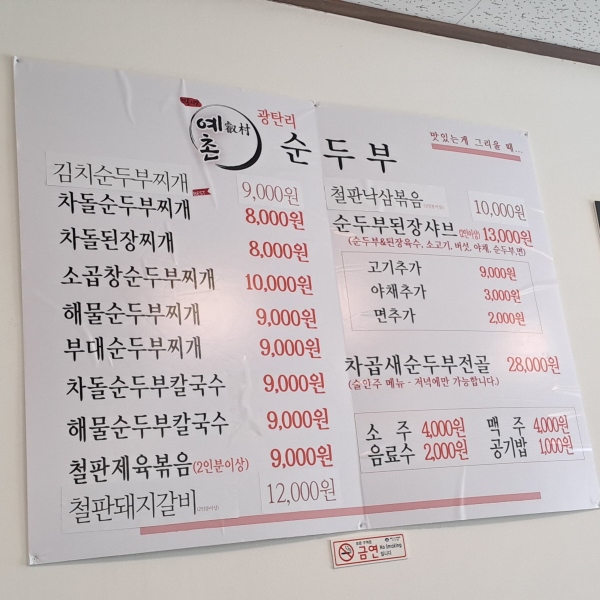 예촌 叡村
광탄리
순두부
맛있는게 그리울 때...
김치순두부찌개 9,000원
차돌순두부찌개 8,000원
차돌된장찌개 8,000원
소곱창순두부찌개 10,000원
해물순두부찌개 9,000원
부대순두부찌개 9,000원
차돌순두부칼국수 9,000원
해물순두부칼국수 9,000원
철판제육볶음(2인분이상) 9,000원
철판돼지갈비 12,000원
철판낙삼볶음 10,000원
순두부된장샤브 13,000원
(순두부&된장육수, 소고기, 버섯, 야채, 순두부,면)
고기추가 9,000원
야채추가 3,000원
면추가 2,000원
차곱새순두부전골 28,000원
(술안주 메뉴 - 저녁에만 가능합니다.)
소주 4,000원 맥주 4,000원
음료수 2,000원 공기밥 1,000원
금연 No Smoking